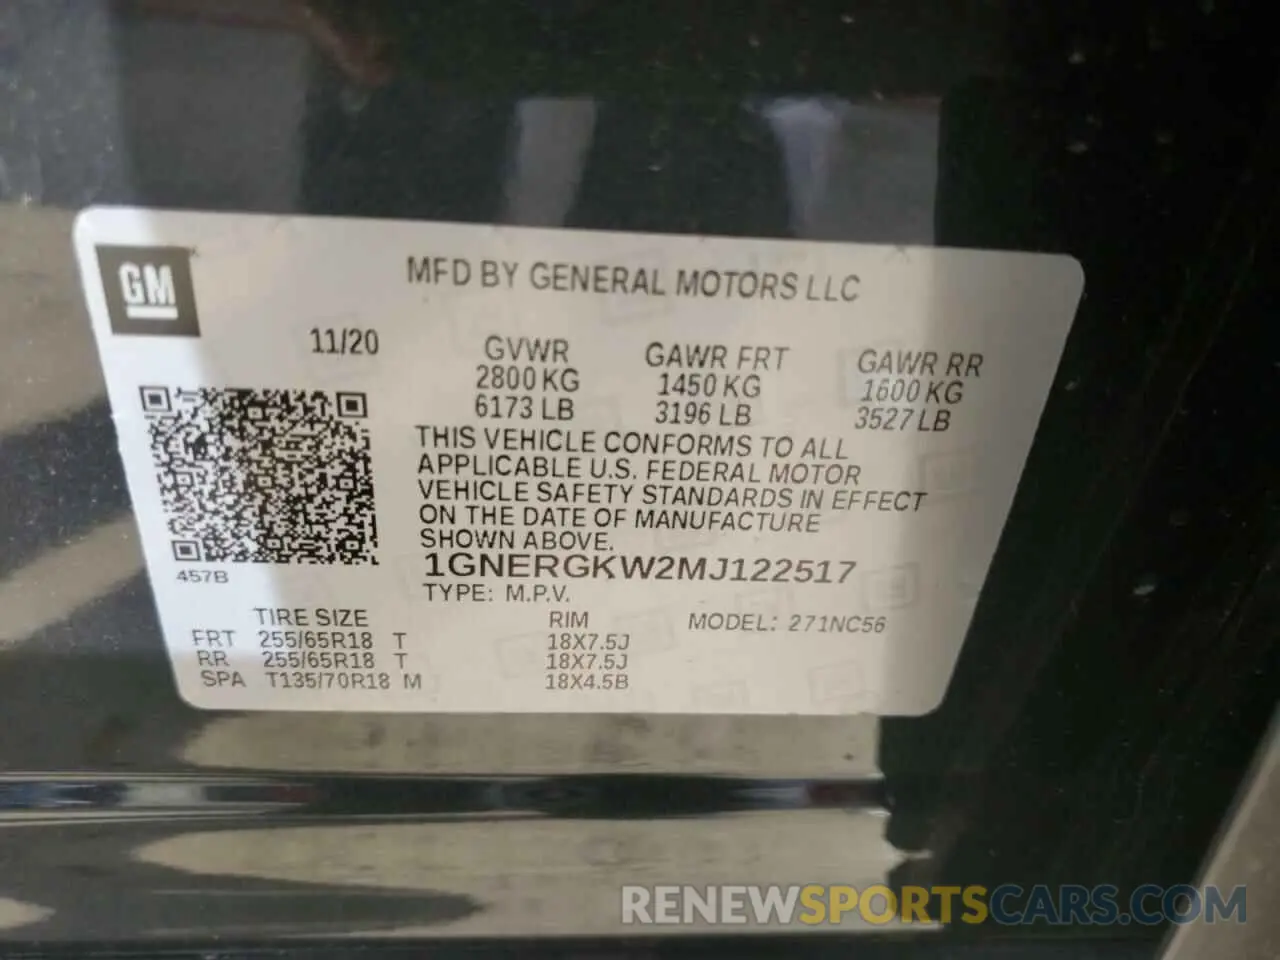 GM
MFD BY GENERAL MOTORS LLC
11/20 GVWR GAWR FRT GAWR RR
2800 KG 1450 KG 1600 KG
6173 LB 3196 LB 3527 LB
THIS VEHICLE CONFORMS TO ALL
APPLICABLE U.S. FEDERAL MOTOR
VEHICLE SAFETY STANDARDS IN EFFECT
ON THE DATE OF MANUFACTURE
SHOWN ABOVE.
1GNERGKW2MJ122517
457B
TYPE: M.P.V.
TIRE SIZE RIM MODEL: 271NC56
FRT 255/65R18 T 18X7.5J
RR 255/65R18 T 18X7.5J
SPA T135/70R18 M 18X4.5B
RENEWSPORTSCARS.COM